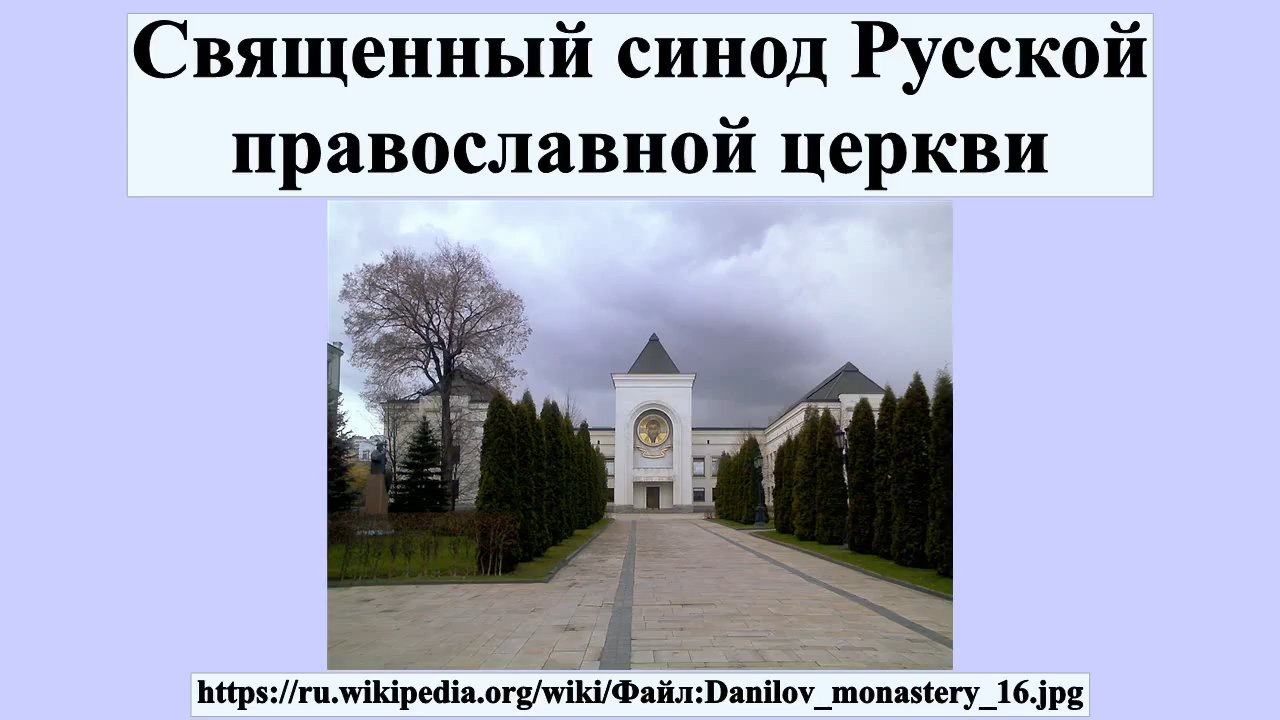 Священный синод Русской
православной церкви
https://ru.wikipedia.org/wiki/Файл:Danilov_monastery_16.jpg